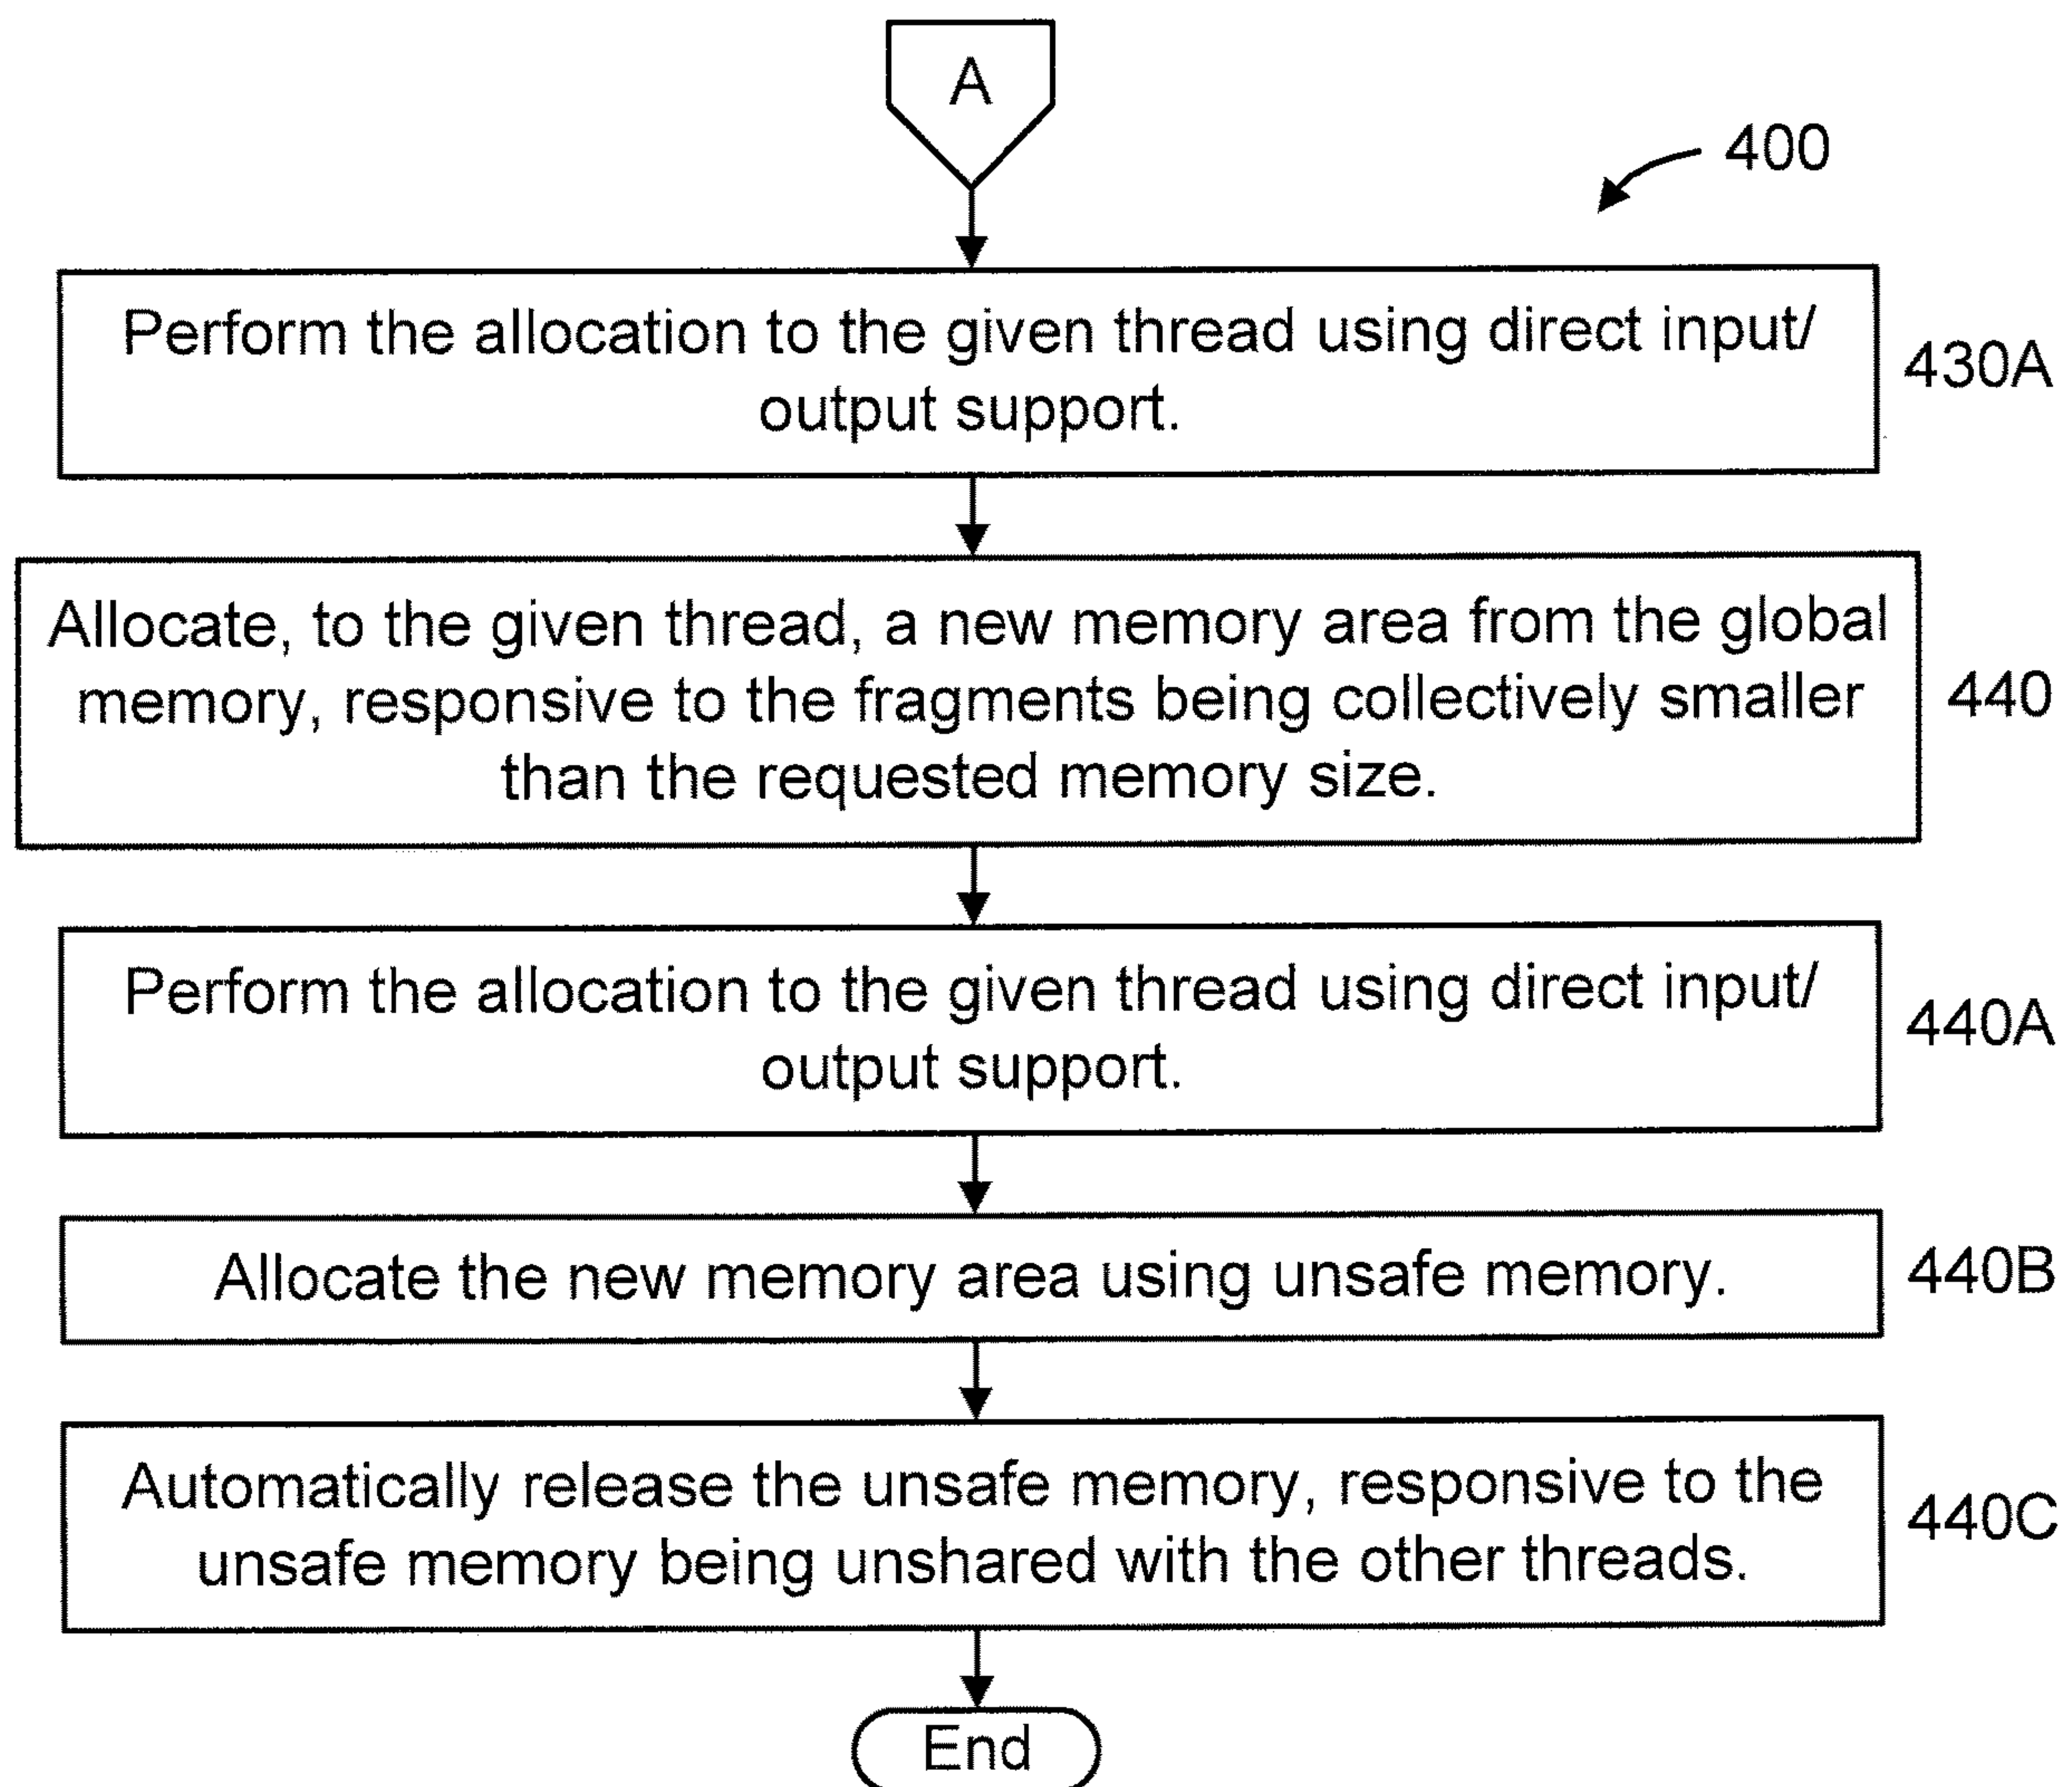 A
400
Perform the allocation to the given thread using direct input/
output support.
430A
Allocate, to the given thread, a new memory area from the global
memory, responsive to the fragments being collectively smaller
than the requested memory size.
440
Perform the allocation to the given thread using direct input/
output support.
440A
Allocate the new memory area using unsafe memory.
440B
Automatically release the unsafe memory, responsive to the
unsafe memory being unshared with the other threads.
440C
End